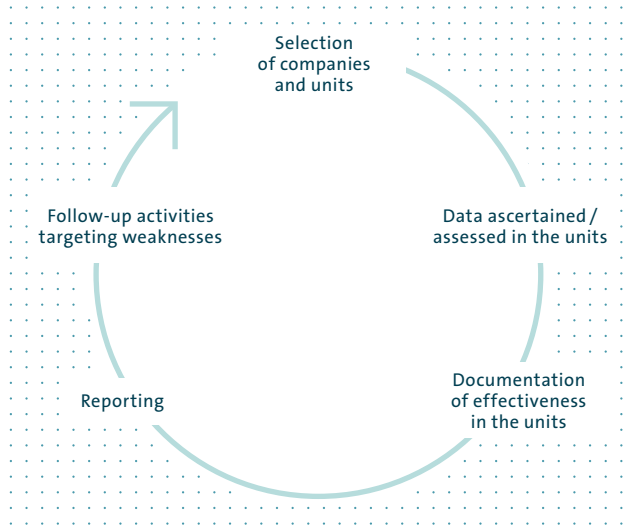 Selection
of companies
and units
Data ascertained /
assessed in the units
Documentation
of effectiveness
in the units
Reporting
Follow-up activities
targeting weaknesses